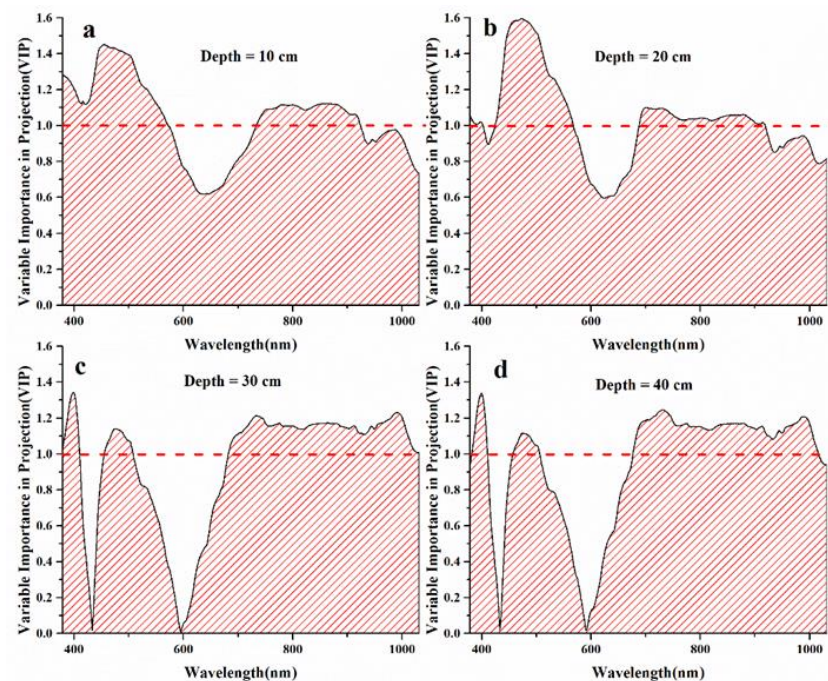 a
Depth = 10 cm
Variable Importance in Projection(VIP)
1.6
1.4
1.2
1.0
0.8
0.6
0.4
0.2
0.0
400 600 800 1000
Wavelength(nm)
b
Depth = 20 cm
Variable Importance in Projection(VIP)
1.6
1.4
1.2
1.0
0.8
0.6
0.4
0.2
0.0
400 600 800 1000
Wavelength(nm)
c
Depth = 30 cm
Variable Importance in Projection(VIP)
1.6
1.4
1.2
1.0
0.8
0.6
0.4
0.2
0.0
400 600 800 1000
Wavelength(nm)
d
Depth = 40 cm
Variable Importance in Projection(VIP)
1.6
1.4
1.2
1.0
0.8
0.6
0.4
0.2
0.0
400 600 800 1000
Wavelength(nm)